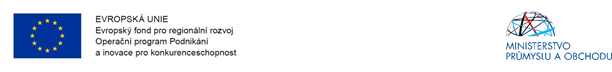 EVROPSKÁ UNIE
Evropský fond pro regionální rozvoj
Operační program Podnikání
a inovace pro konkurenceschopnost
MINISTERSTVO
PRŮMYSLU A OBCHODU